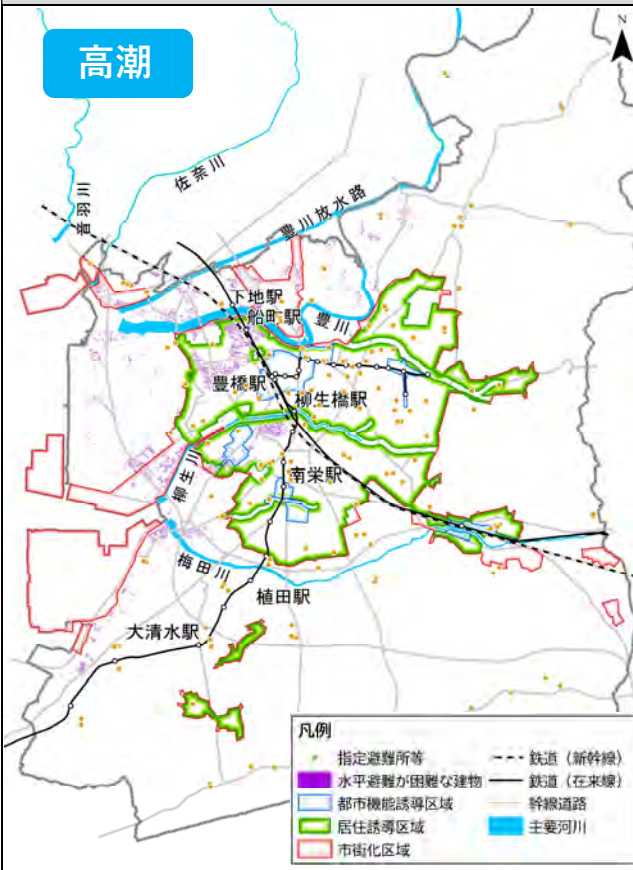 高潮
N
佐奈川
音羽川
豊川放水路
下地駅
船町駅
豊川
豊橋駅
柳生橋駅
南栄駅
柳生川
梅田川
植田駅
大清水駅
凡例
指定避難所等
水平避難が困難な建物
都市機能誘導区域
居住誘導区域
市街化区域
鉄道（新幹線）
鉄道（在来線）
幹線道路
主要河川